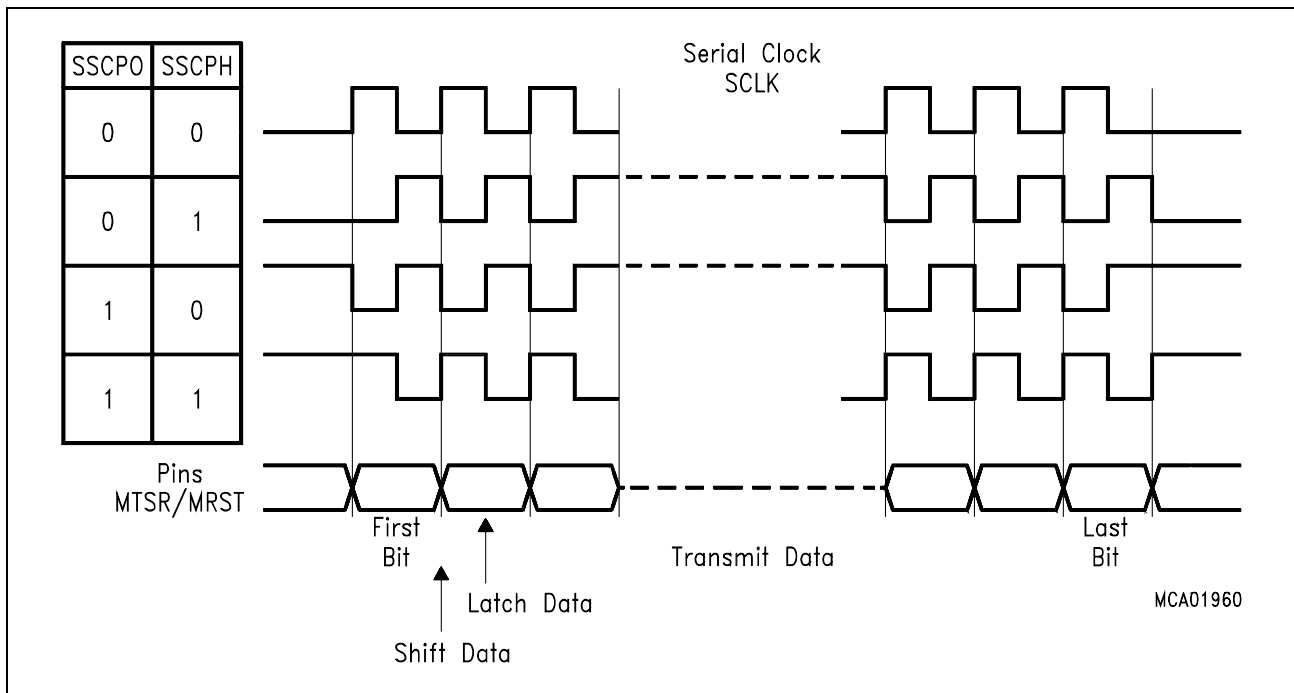 SSCPO SSCPH
Serial Clock
SCLK
0 0
0 1
1 0
1 1
Pins
MTSR/MRST
First
Bit
Last
Bit
Transmit Data
Latch Data
Shift Data
MCA01960